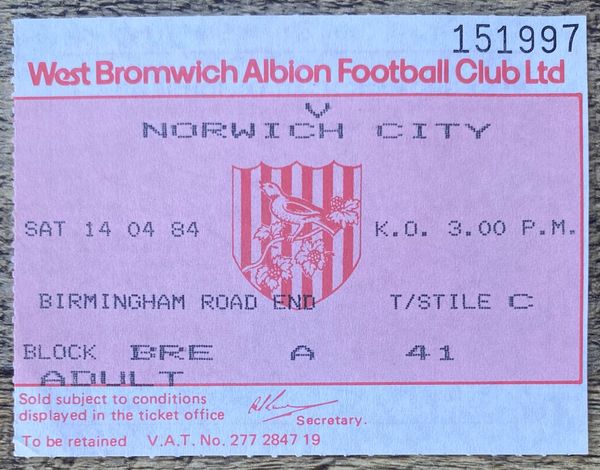 151997
West Bromwich Albion Football Club Ltd
V
NORWICH CITY
SAT 14 04 84 K.O. 3.00 P.M.
BIRMINGHAM ROAD END T/STILE C
BLOCK BRE A 41
ADULT
Sold subject to conditions
displayed in the ticket office
Secretary.
To be retained V.A.T. No. 277 2847 19